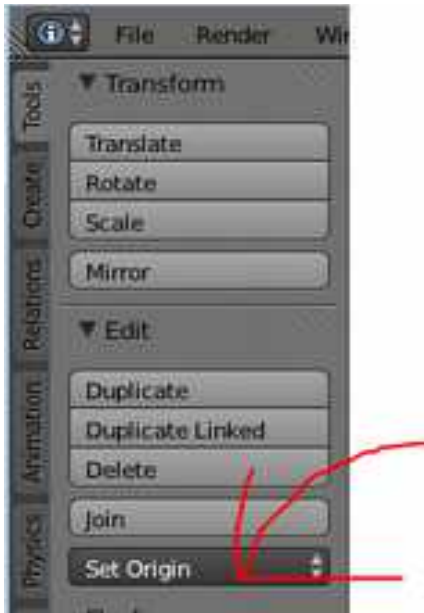 File Render
Tools
Transform
Translate
Rotate
Create
Scale
Mirror
Relations
Edit
Duplicate
Animation
Duplicate Linked
Delete
Join
Physics
Set Origin